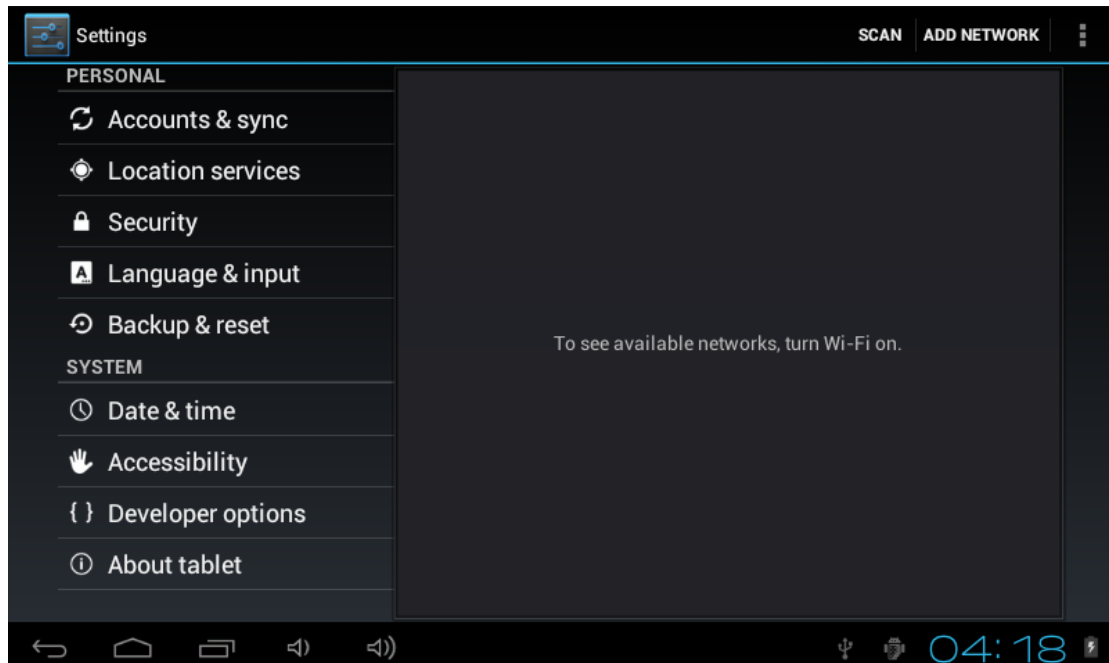 Settings
SCAN
ADD NETWORK
PERSONAL
Accounts & sync
Location services
Security
Language & input
Backup & reset
SYSTEM
Date & time
Accessibility
{ } Developer options
About tablet
To see available networks, turn Wi-Fi on.
04:18